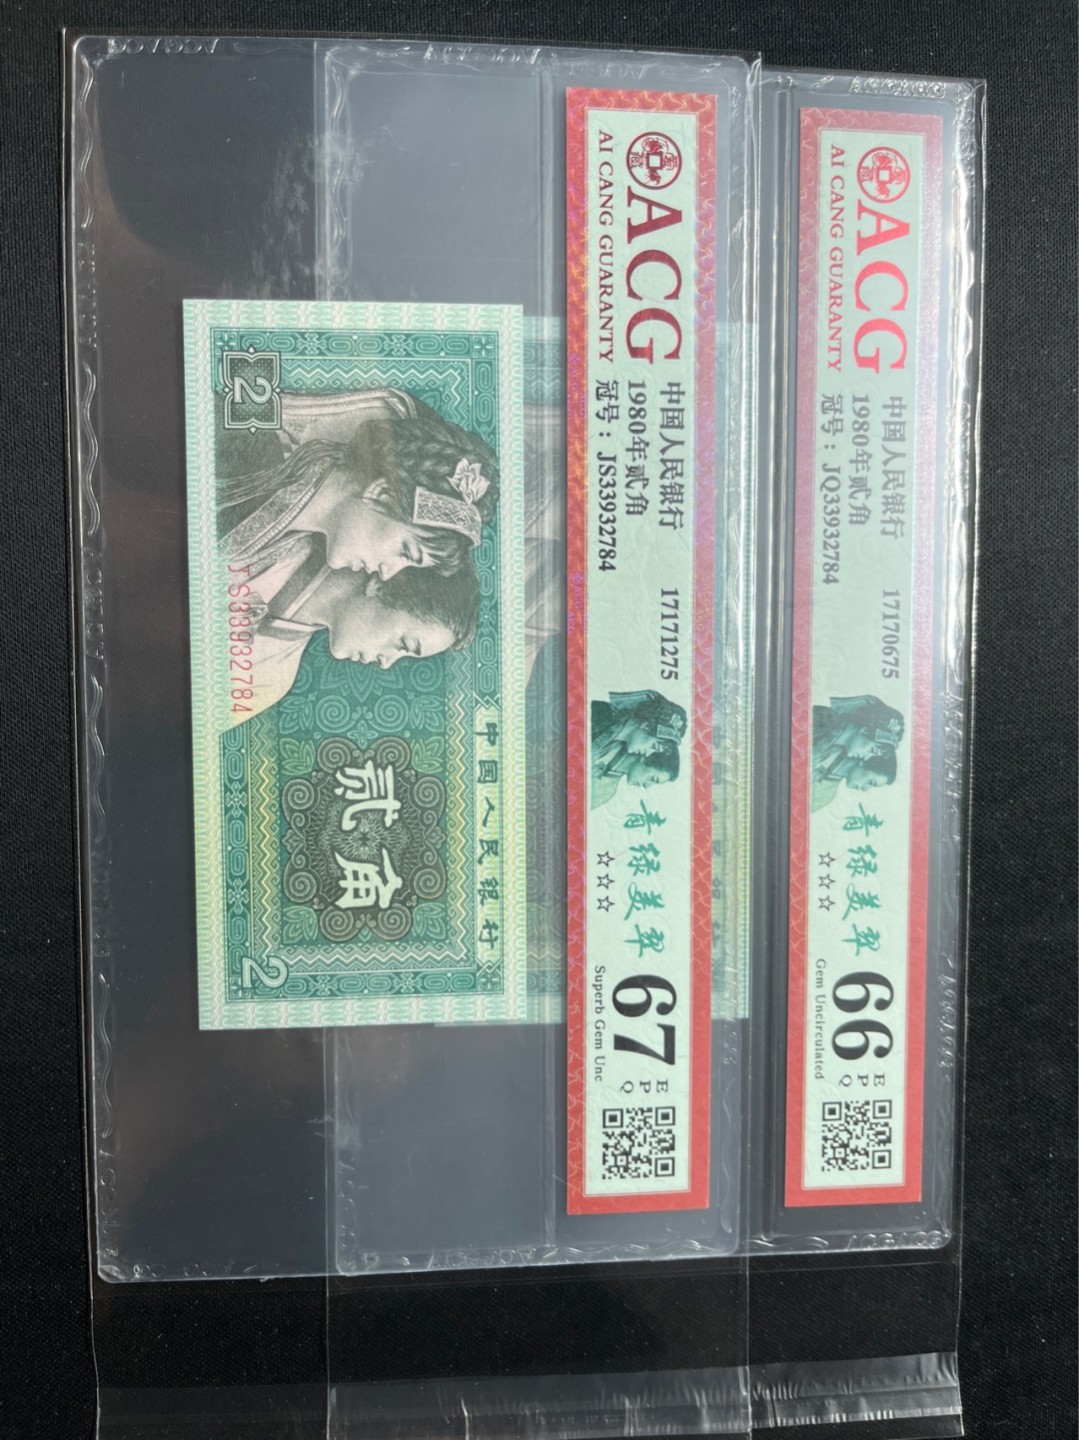 ACG
AI CANG GUARANTY
中国人民银行 17170675
1980年贰角
冠号：JQ33932784
青绿美翠
☆☆☆
66
EPQ
Gem Uncirculated
ACG
AI CANG GUARANTY
中国人民银行 17171275
1980年贰角
冠号：JS33932784
青绿美翠
☆☆☆
67
EPQ
Superb Gem Unc
中国人民银行
贰角
2
2
JS33932784